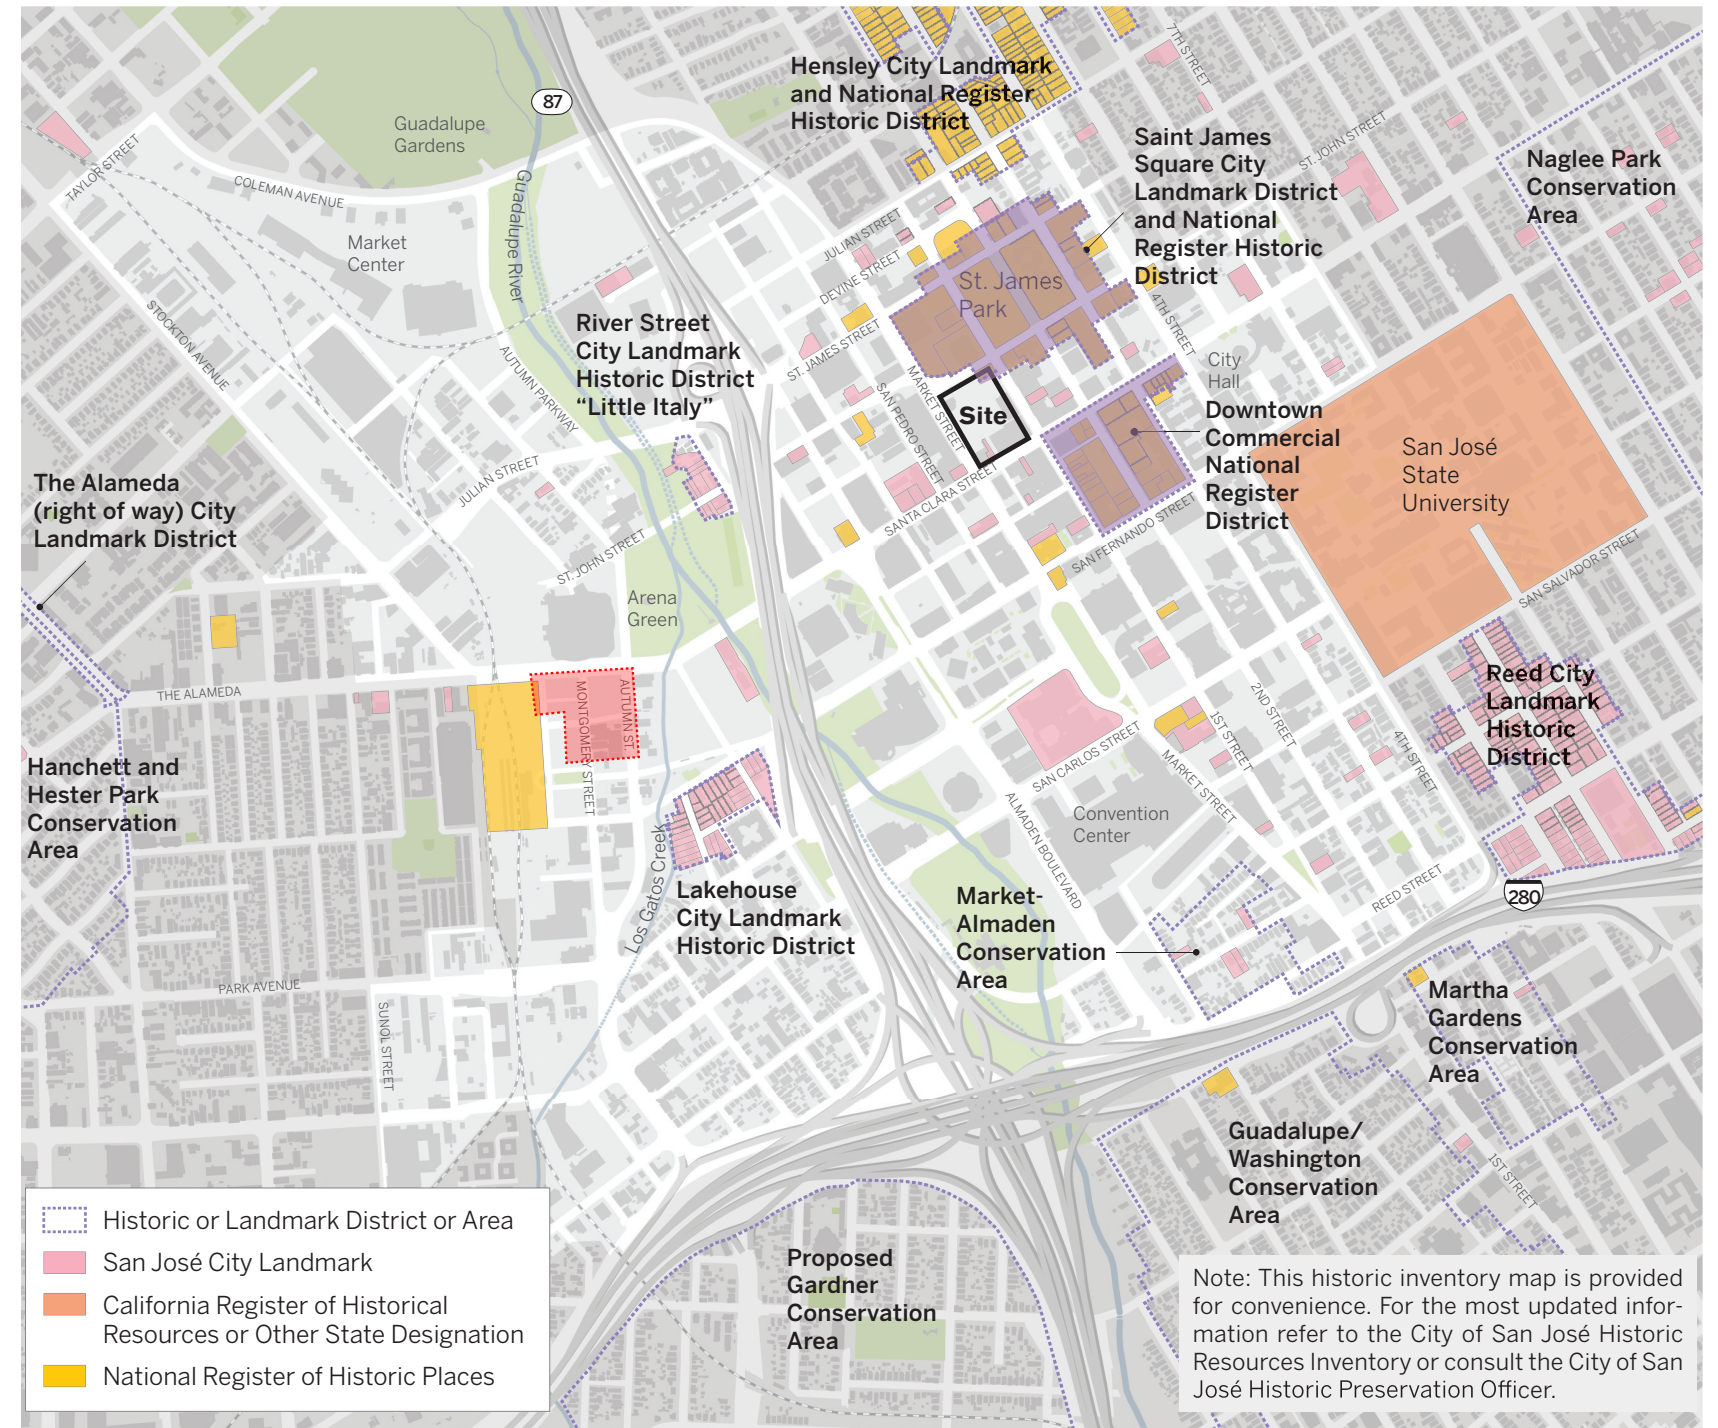 Hensley City Landmark
and National Register
Historic District
87
7TH STREET
Guadalupe
Gardens
ST. JOHN STREET
Saint James
Square City
Landmark District
and National
Register Historic
District
Naglee Park
Conservation
Area
TAYLOR STREET
COLEMAN AVENUE
Guadalupe River
Market
Center
JULIAN STREET
DEVINE STREET
St. James
Park
4TH STREET
STOCKTON AVENUE
River Street
City Landmark
Historic District
“Little Italy”
AUTUMN PARKWAY
ST. JAMES STREET
MARKET STREET
SAN PEDRO STREET
Site
City
Hall
Downtown
Commercial
National
Register
District
San José
State
University
JULIAN STREET
SANTA CLARA STREET
The Alameda
(right of way) City
Landmark District
SAN FERNANDO STREET
ST. JOHN STREET
SAN SALVADOR STREET
Arena
Green
THE ALAMEDA
MONTGOMERY STREET
AUTUMN ST.
Reed City
Landmark
Historic
District
2ND STREET
1ST STREET
4TH STREET
SAN CARLOS STREET
MARKET STREET
Hanchett and
Hester Park
Conservation
Area
Convention
Center
ALMADEN BOULEVARD
Los Gatos Creek
Lakehouse
City Landmark
Historic District
Market-
Almaden
Conservation
Area
REED STREET
280
PARK AVENUE
SUNOL STREET
Martha
Gardens
Conservation
Area
Guadalupe/
Washington
Conservation
Area
1ST STREET
Proposed
Gardner
Conservation
Area
Historic or Landmark District or Area
San José City Landmark
California Register of Historical
Resources or Other State Designation
National Register of Historic Places
Note: This historic inventory map is provided
for convenience. For the most updated infor-
mation refer to the City of San José Historic
Resources Inventory or consult the City of San
José Historic Preservation Officer.